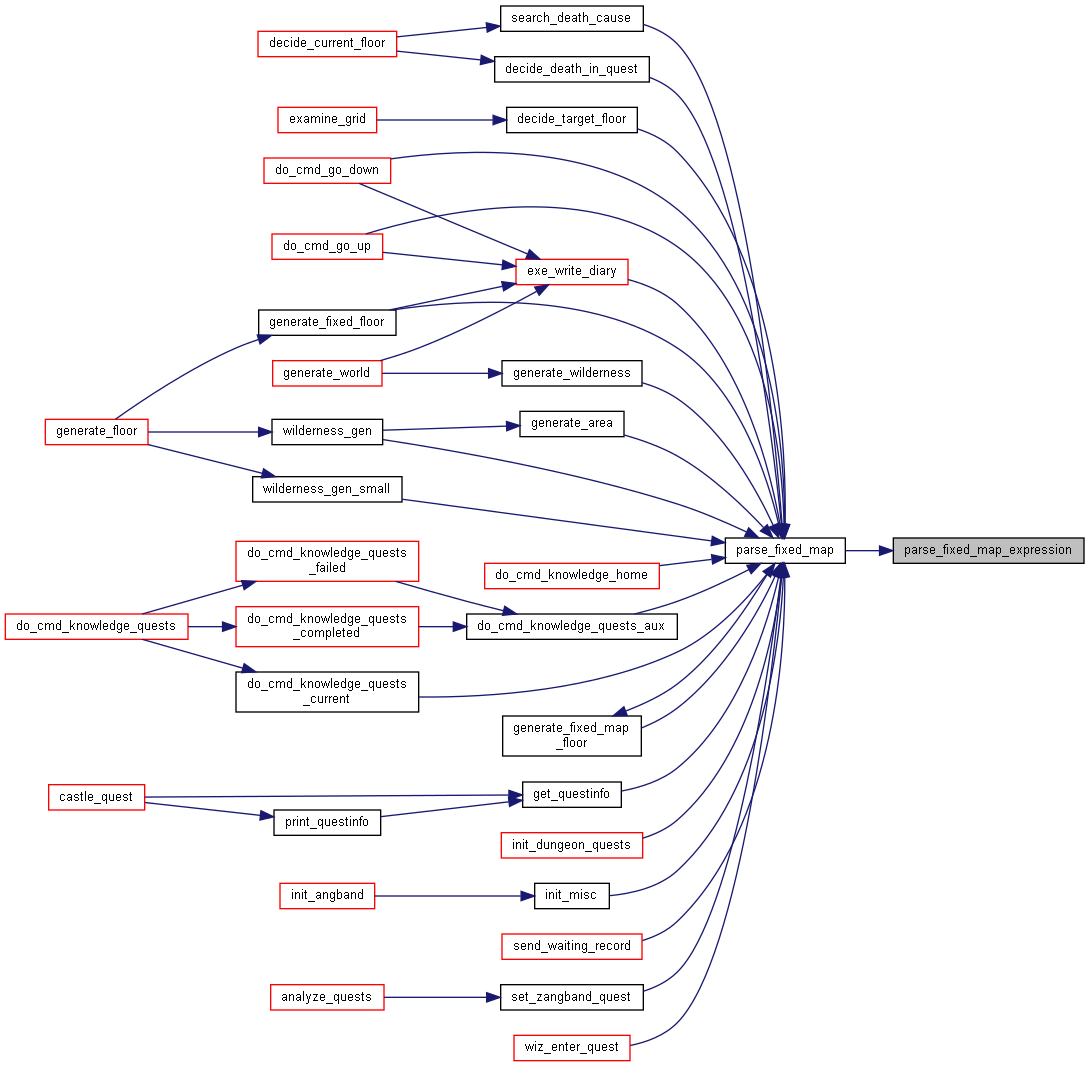 search_death_cause
decide_current_floor
decide_death_in_quest
examine_grid
decide_target_floor
do_cmd_go_down
do_cmd_go_up
exe_write_diary
generate_fixed_floor
generate_world
generate_wilderness
generate_area
generate_floor
wilderness_gen
wilderness_gen_small
parse_fixed_map
parse_fixed_map_expression
do_cmd_knowledge_quests
_failed
do_cmd_knowledge_home
do_cmd_knowledge_quests
do_cmd_knowledge_quests
_completed
do_cmd_knowledge_quests_aux
do_cmd_knowledge_quests
_current
generate_fixed_map
_floor
castle_quest
get_questinfo
print_questinfo
init_dungeon_quests
init_angband
init_misc
send_waiting_record
analyze_quests
set_zangband_quest
wiz_enter_quest